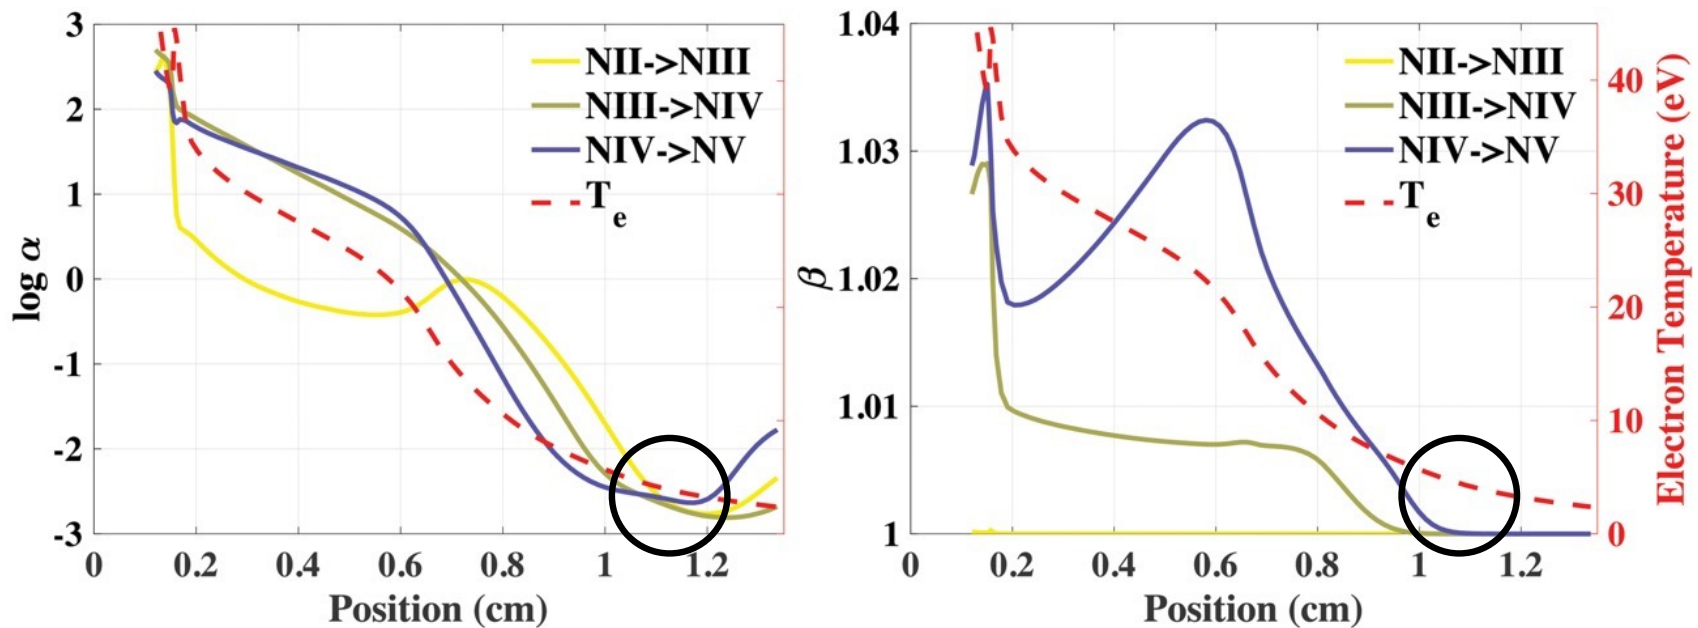 3
2
1
0
-1
-2
-3
log α
0
0.2
0.4
0.6
0.8
1
1.2
Position (cm)
NII->NIII
NIII->NIV
NIV->NV
Te
1.04
1.03
1.02
1.01
1
β
0
0.2
0.4
0.6
0.8
1
1.2
Position (cm)
NII->NIII
NIII->NIV
NIV->NV
Te
40
30
20
10
0
Electron Temperature (eV)